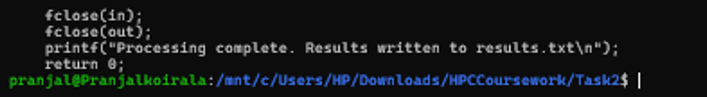 fclose(in);
fclose(out);
printf("Processing complete. Results written to results.txt\n");
return 0;
pranjal@Pranjalkoirala:/mnt/c/Users/HP/Downloads/HPCCoursework/Task2$